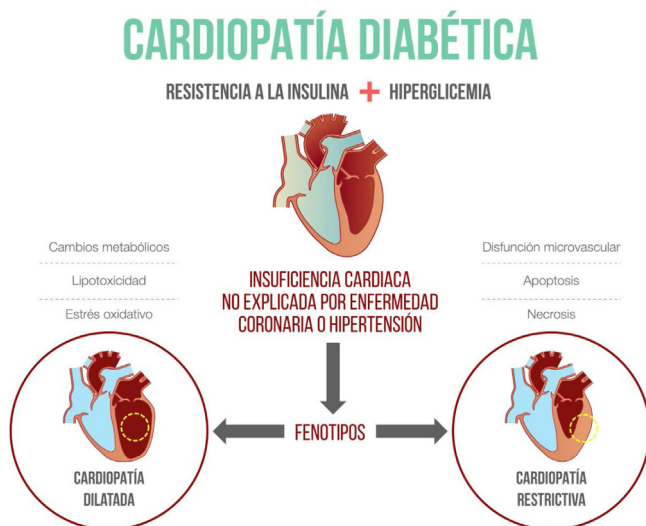 CARDIOPATÍA DIABÉTICA
RESISTENCIA A LA INSULINA + HIPERGLICEMIA
Cambios metabólicos
Lipotoxicidad
Estrés oxidativo
Disfunción microvascular
Apoptosis
Necrosis
INSUFICIENCIA CARDIACA
NO EXPLICADA POR ENFERMEDAD
CORONARIA O HIPERTENSIÓN
FENOTIPOS
CARDIOPATÍA
DILATADA
CARDIOPATÍA
RESTRICTIVA